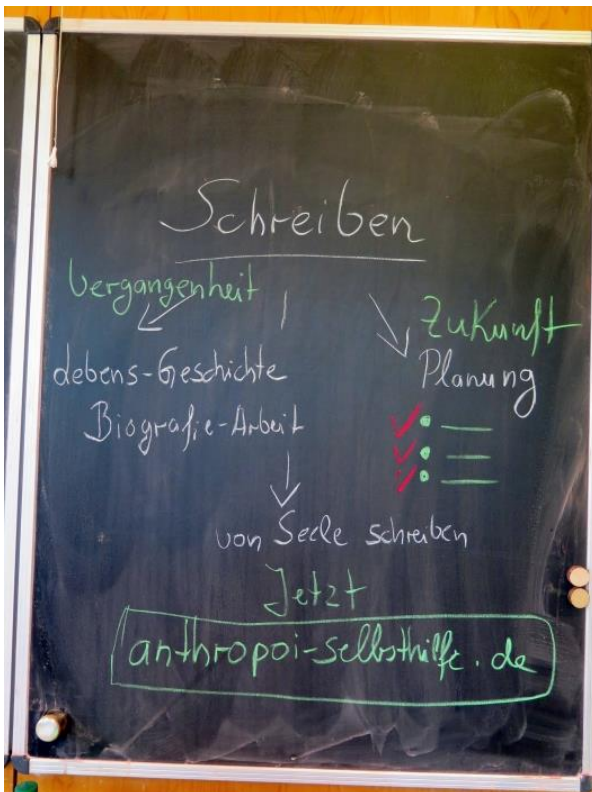 Schreiben
Vergangenheit
Zukunft
Lebens-Geschichte
Planung
Biografie-Arbeit
von Seele schreiben
Jetzt
anthropoi-selbsthilfe.de